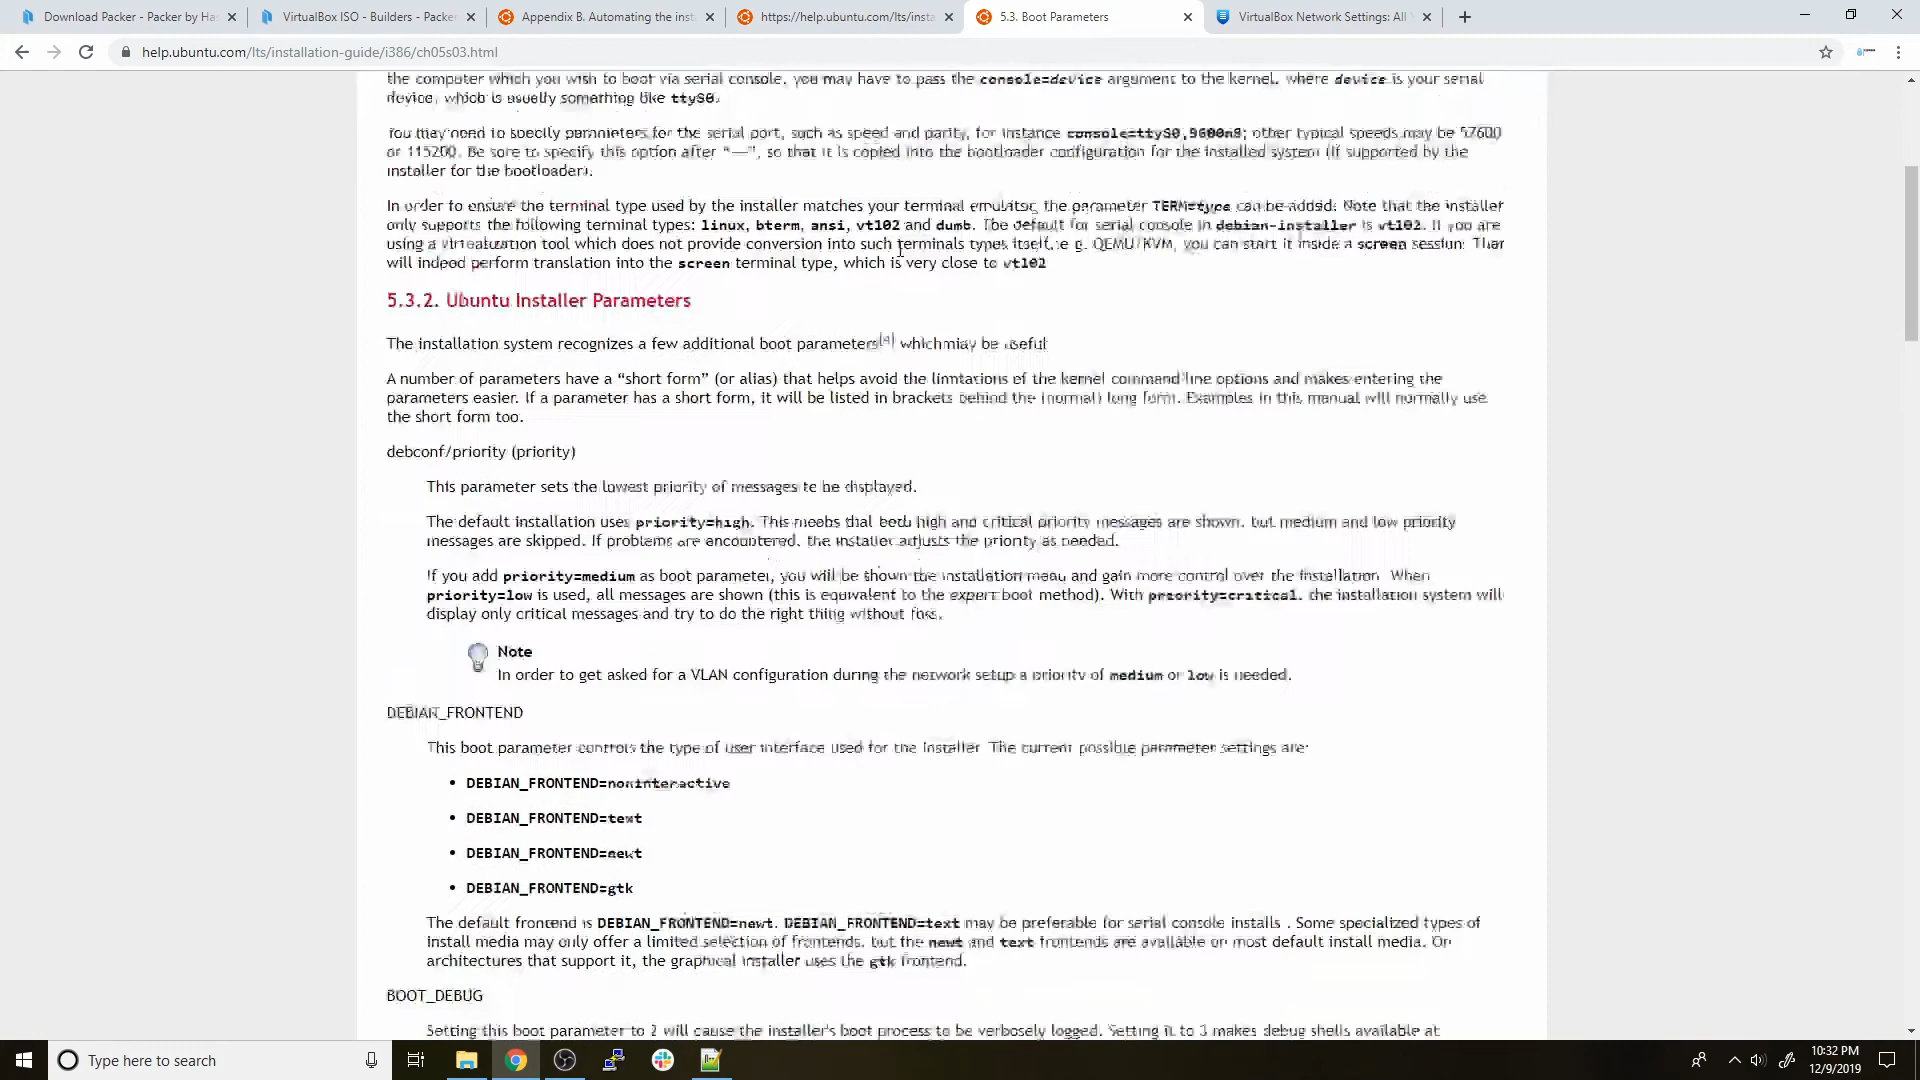 Download Packer - Packer by Ha
VirtualBox ISO - Builders - Packer
Appendix B. Automating the inst
https://help.ubuntu.com/lts/insta
5.3. Boot Parameters
VirtualBox Network Settings: All
help.ubuntu.com/lts/installation-guide/i386/ch05s03.html
the computer which you wish to boot via serial console, you may have to pass the console=device argument to the kernel, where device is your serial
device, which is usually something like ttyS0.
You may need to specify parameters for the serial port, such as speed and parity, for instance console=ttyS0,9600n8; other typical speeds may be 57600
or 115200. Be sure to specify this option after “---”, so that it is copied into the bootloader configuration for the installed system (if supported by the
installer for the bootloader).
In order to ensure the terminal type used by the installer matches your terminal emulator, the parameter TERM=type can be added. Note that the installer
only supports the following terminal types: linux, bterm, ansi, vt102 and dumb. The default for serial console in debian-installer is vt102. If you are
using a virtualization tool which does not provide conversion into such terminals types itself, e.g. QEMU/KVM, you can start it inside a screen session. That
will indeed perform translation into the screen terminal type, which is very close to vt102
5.3.2. Ubuntu Installer Parameters
The installation system recognizes a few additional boot parameters[4] which may be useful
A number of parameters have a “short form” (or alias) that helps avoid the limitations of the kernel command line options and makes entering the
parameters easier. If a parameter has a short form, it will be listed in brackets behind the (normal) long form. Examples in this manual will normally use
the short form too.
debconf/priority (priority)
This parameter sets the lowest priority of messages to be displayed.
The default installation uses priority=high. This means that both high and critical priority messages are shown, but medium and low priority
messages are skipped. If problems are encountered, the installer adjusts the priority as needed.
If you add priority=medium as boot parameter, you will be shown the installation menu and gain more control over the installation. When
priority=low is used, all messages are shown (this is equivalent to the expert boot method). With priority=critical, the installation system will
display only critical messages and try to do the right thing without fuss.
Note
In order to get asked for a VLAN configuration during the network setup a priority of medium or low is needed.
DEBIAN_FRONTEND
This boot parameter controls the type of user interface used for the installer. The current possible parameter settings are:
• DEBIAN_FRONTEND=noninteractive
• DEBIAN_FRONTEND=text
• DEBIAN_FRONTEND=newt
• DEBIAN_FRONTEND=gtk
The default frontend is DEBIAN_FRONTEND=newt. DEBIAN_FRONTEND=text may be preferable for serial console installs . Some specialized types of
install media may only offer a limited selection of frontends, but the newt and text frontends are available on most default install media. On
architectures that support it, the graphical installer uses the gtk frontend.
BOOT_DEBUG
Setting this boot parameter to 2 will cause the installer's boot process to be verbosely logged. Setting it to 3 makes debug shells available at
Type here to search
10:32 PM
12/9/2019